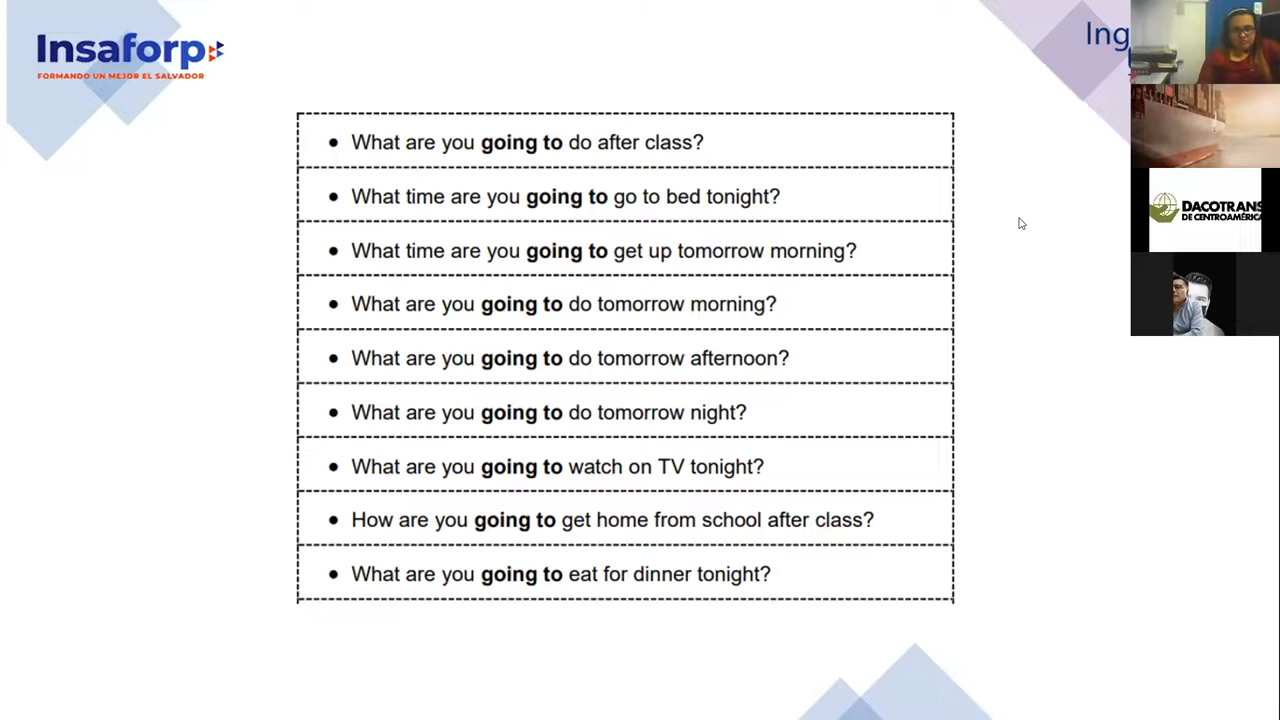 Insaforp
FORMANDO UN MEJOR EL SALVADOR
Ing
• What are you going to do after class?
• What time are you going to go to bed tonight?
• What time are you going to get up tomorrow morning?
• What are you going to do tomorrow morning?
• What are you going to do tomorrow afternoon?
• What are you going to do tomorrow night?
• What are you going to watch on TV tonight?
• How are you going to get home from school after class?
• What are you going to eat for dinner tonight?
DACOTRANS
DE CENTROAMÉRICA